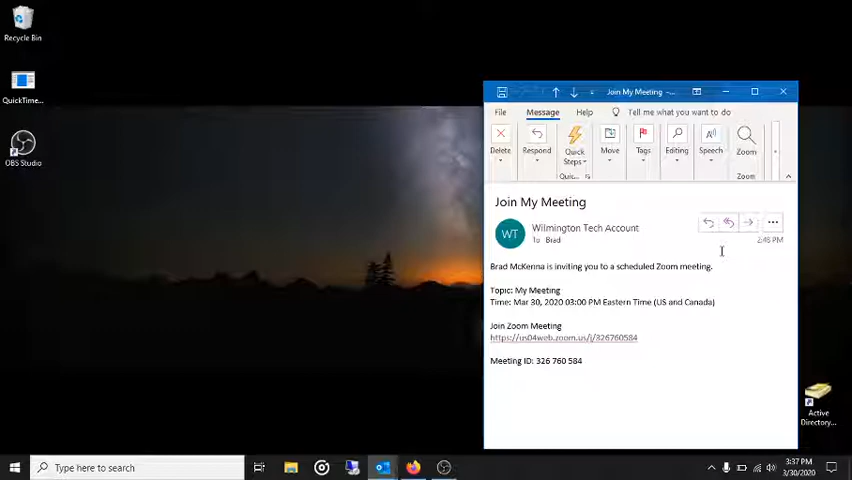 Recycle Bin
QuickTime...
OBS Studio
Join My Meeting -...
File Message Help Tell me what you want to do
Delete Respond Quick Steps Move Tags Editing Speech Zoom
Quic... Zoom
Join My Meeting
WT
Wilmington Tech Account
To Brad
2:46 PM
Brad McKenna is inviting you to a scheduled Zoom meeting.
Topic: My Meeting
Time: Mar 30, 2020 03:00 PM Eastern Time (US and Canada)
Join Zoom Meeting
https://us04web.zoom.us/j/326760584
Meeting ID: 326 760 584
Active
Directory...
Type here to search
3:37 PM
3/30/2020